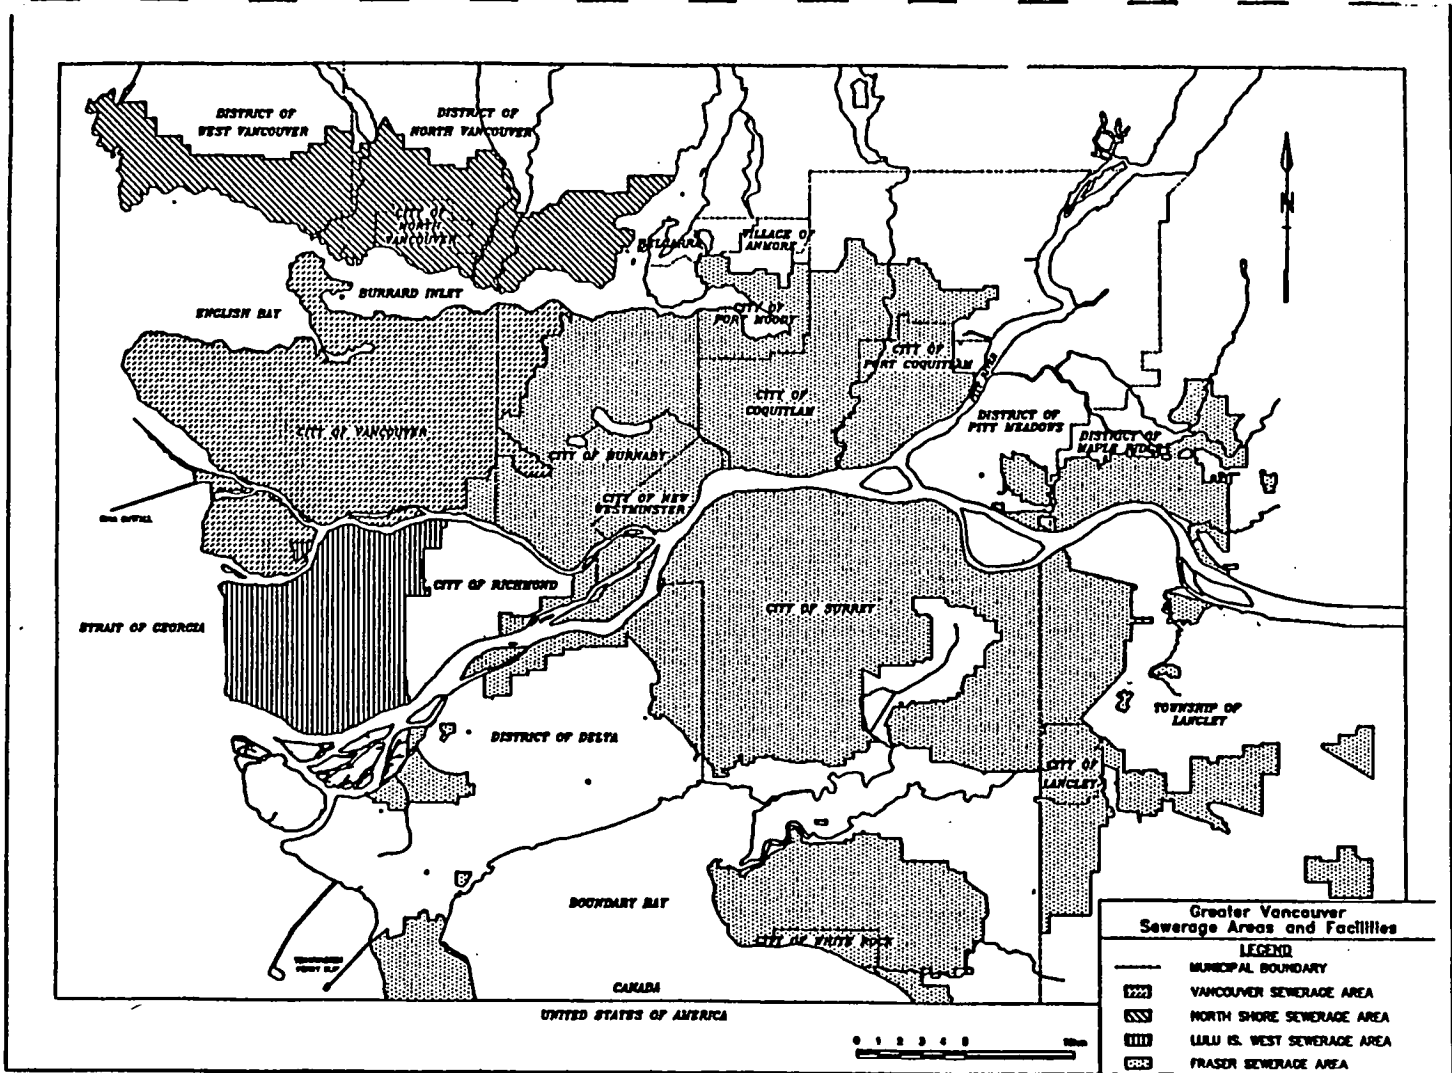 DISTRICT OF
WEST VANCOUVER
DISTRICT OF
NORTH VANCOUVER
N
CITY OF
NORTH
VANCOUVER
BELCARRA
VILLAGE OF
ANMORE
BURRARD INLET
ENGLISH BAY
CITY OF
PORT MOODY
CITY OF
PORT COQUITLAM
CITY OF
COQUITLAM
DISTRICT OF
PITT MEADOWS
DISTRICT OF
MAPLE RIDGE
CITY OF VANCOUVER
CITY OF BURNABY
CITY OF NEW
WESTMINSTER
CITY OF RICHMOND
CITY OF SURREY
STRAIT OF GEORGIA
TOWNSHIP OF
LANGLEY
DISTRICT OF DELTA
CITY OF
LANGLEY
BOUNDARY BAY
CITY OF WHITE ROCK
CANADA
UNITED STATES OF AMERICA
0 1 2 3 4 5
Greater Vancouver
Sewerage Areas and Facilities
LEGEND
MUNICIPAL BOUNDARY
VANCOUVER SEWERAGE AREA
NORTH SHORE SEWERAGE AREA
LULU IS. WEST SEWERAGE AREA
FRASER SEWERAGE AREA